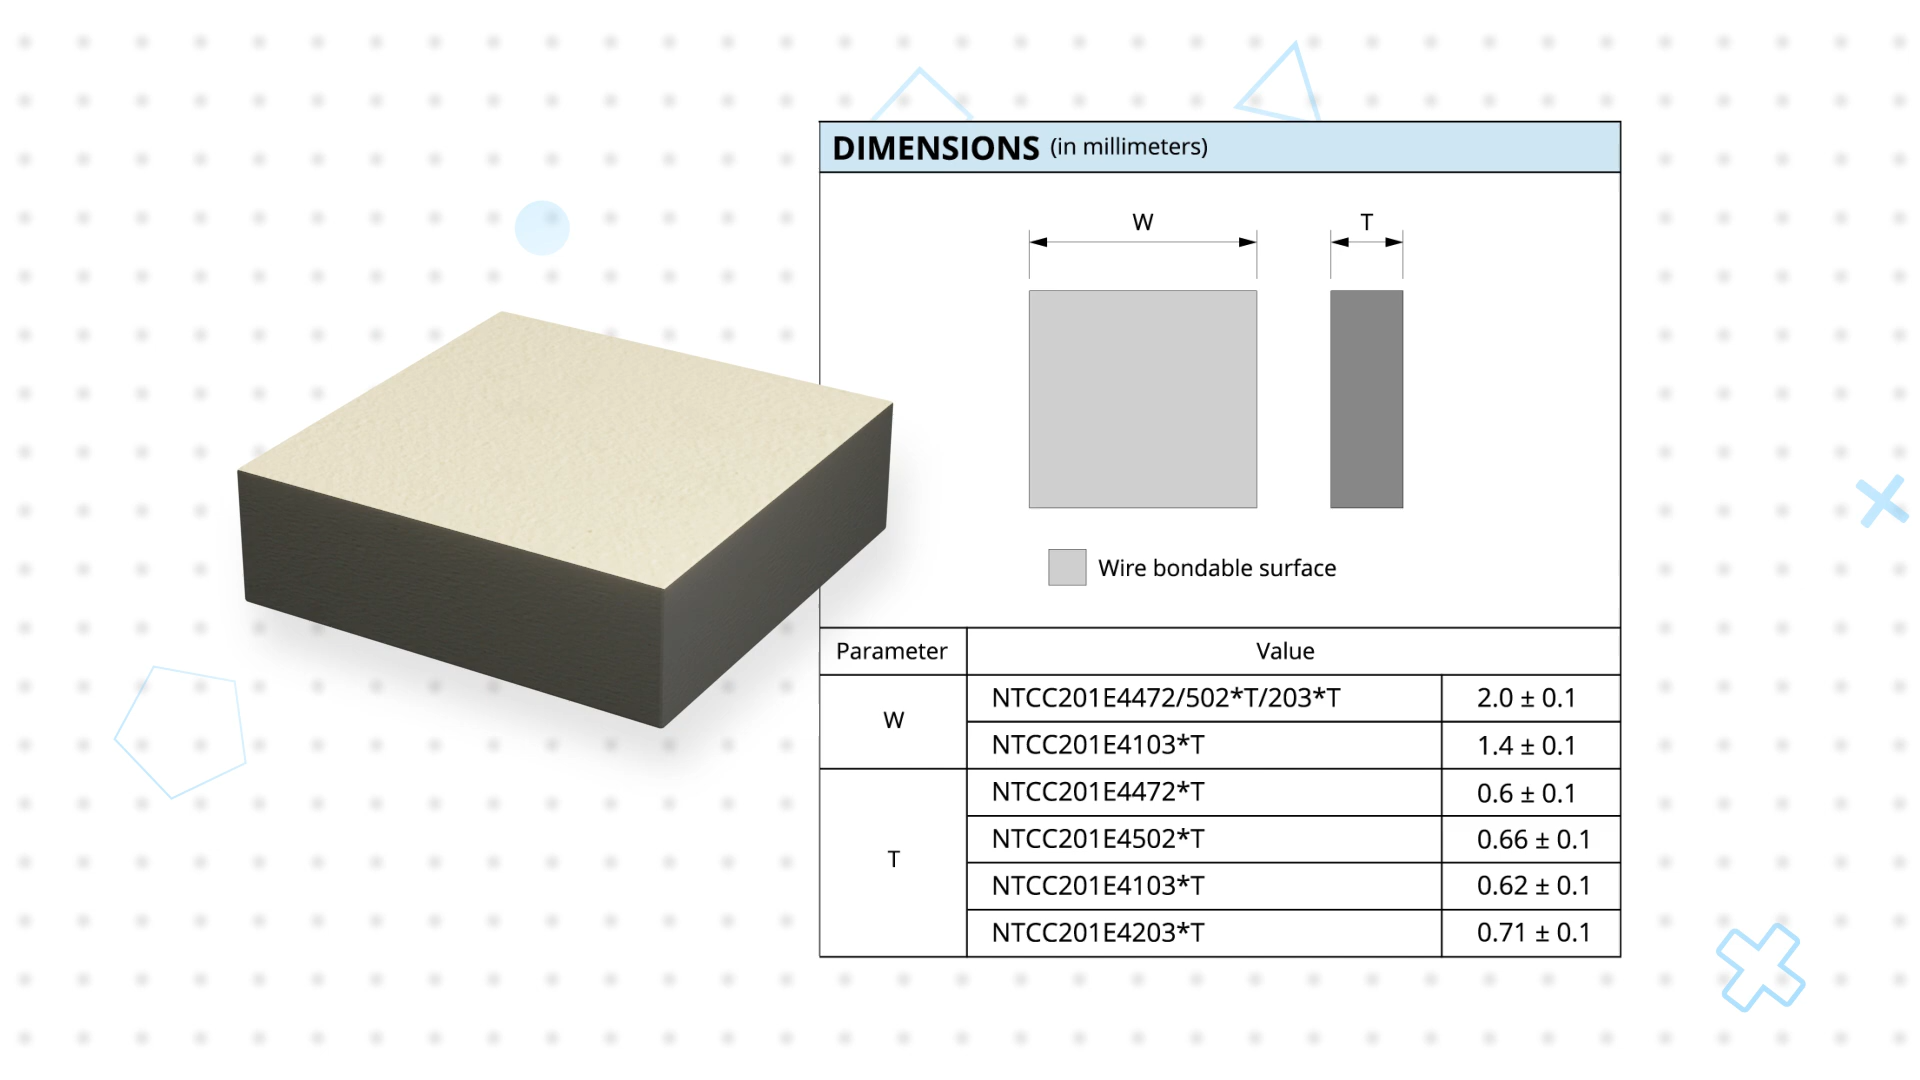 DIMENSIONS (in millimeters)
W T
Wire bondable surface
Parameter Value
W
NTCC201E4472/502*T/203*T 2.0 ± 0.1
NTCC201E4103*T 1.4 ± 0.1
T
NTCC201E4472*T 0.6 ± 0.1
NTCC201E4502*T 0.66 ± 0.1
NTCC201E4103*T 0.62 ± 0.1
NTCC201E4203*T 0.71 ± 0.1